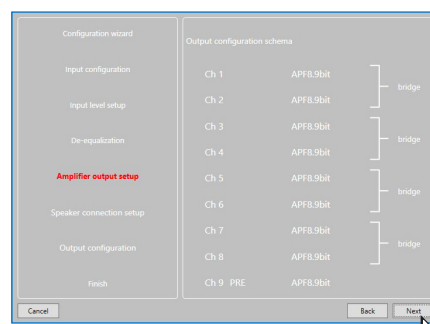 Configuration wizard
Input configuration
Input level setup
De-equalization
Amplifier output setup
Speaker connection setup
Output configuration
Finish
Output configuration schema
Ch 1 APF8.9bit
Ch 2 APF8.9bit
bridge
Ch 3 APF8.9bit
Ch 4 APF8.9bit
bridge
Ch 5 APF8.9bit
Ch 6 APF8.9bit
bridge
Ch 7 APF8.9bit
Ch 8 APF8.9bit
bridge
Ch 9 PRE APF8.9bit
Cancel
Back
Next